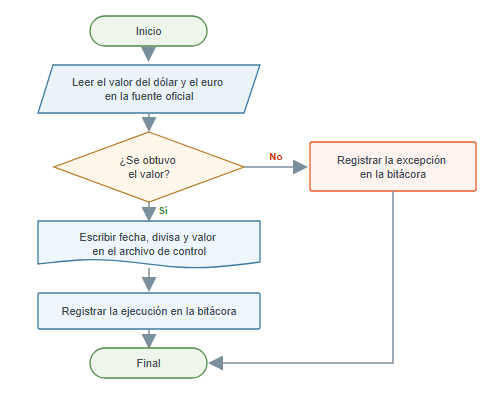 Inicio
Leer el valor del dólar y el euro
en la fuente oficial
¿Se obtuvo
el valor?
No
Registrar la excepción
en la bitácora
Sí
Escribir fecha, divisa y valor
en el archivo de control
Registrar la ejecución en la bitácora
Final